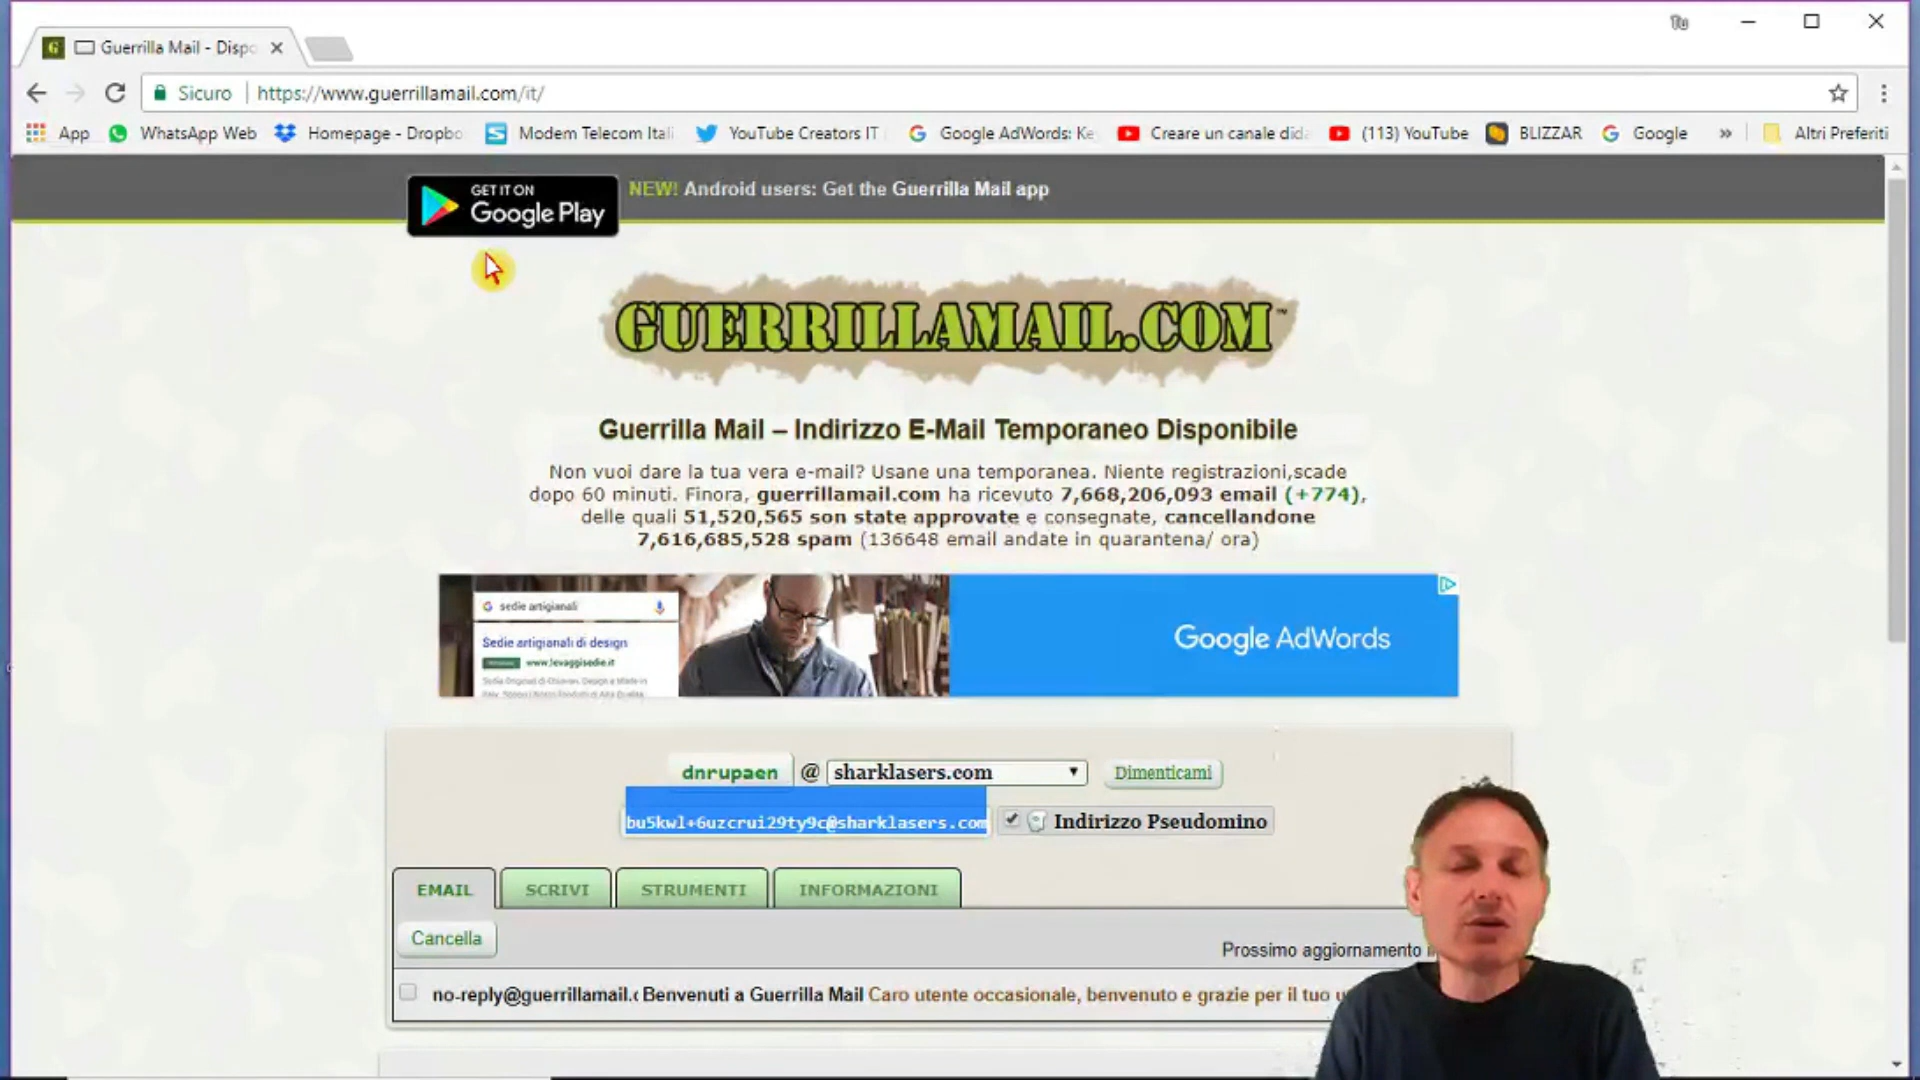 Tu
Guerrilla Mail - Dispo
Sicuro https://www.guerrillamail.com/it/
App WhatsApp Web Homepage - Dropbo Modem Telecom Itali YouTube Creators IT Google AdWords: Ke Creare un canale dida (113) YouTube BLIZZAR Google » Altri Preferiti
GET IT ON
Google Play
NEW! Android users: Get the Guerrilla Mail app
GUERRILLAMAIL.COM™
Guerrilla Mail – Indirizzo E-Mail Temporaneo Disponibile
Non vuoi dare la tua vera e-mail? Usane una temporanea. Niente registrazioni,scade
dopo 60 minuti. Finora, guerrillamail.com ha ricevuto 7,668,206,093 email (+774),
delle quali 51,520,565 son state approvate e consegnate, cancellandone
7,616,685,528 spam (136648 email andate in quarantena/ ora)
sedie artigianali
Sedie artigianali di design
www.levaggisedie.it
Google AdWords
dnrupaen @ sharklasers.com Dimenticami
bu5kwl+6uzcrui29ty9c@sharklasers.com Indirizzo Pseudomino
EMAIL SCRIVI STRUMENTI INFORMAZIONI
Cancella
Prossimo aggiornamento
no-reply@guerrillamail.c Benvenuti a Guerrilla Mail Caro utente occasionale, benvenuto e grazie per il tuo u